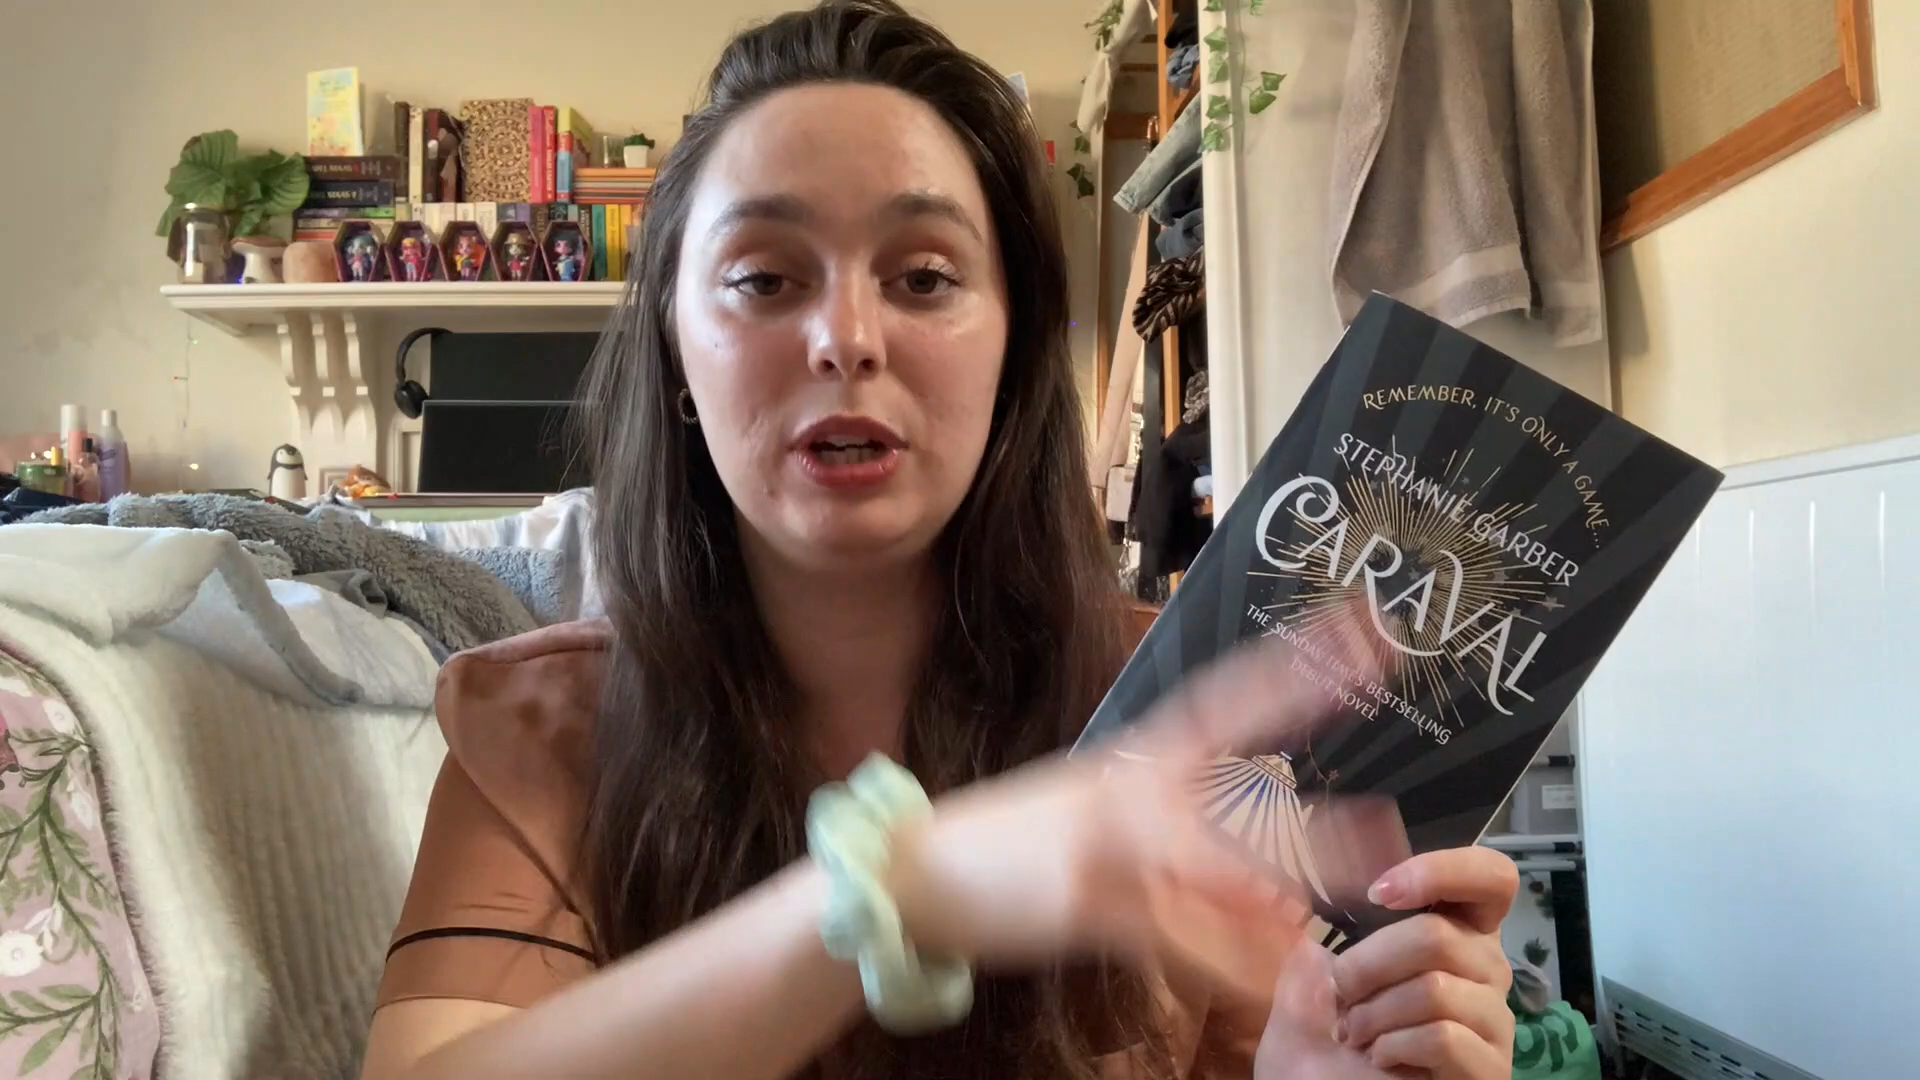 REMEMBER, IT'S ONLY A GAME...
STEPHANIE GARBER
CARAVAL
THE SUNDAY TIMES BESTSELLING
DEBUT NOVEL